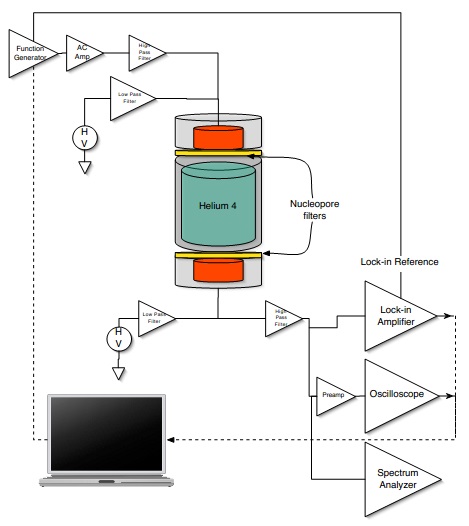 Function
Generator
AC
Amp
High
Pass
Filter
Low Pass
Filter
H
V
Helium 4
Nucleopore
filters
Lock-in Reference
Low Pass
Filter
H
V
High
Pass
Filter
Lock-in
Amplifier
Preamp
Oscilloscope
Spectrum
Analyzer